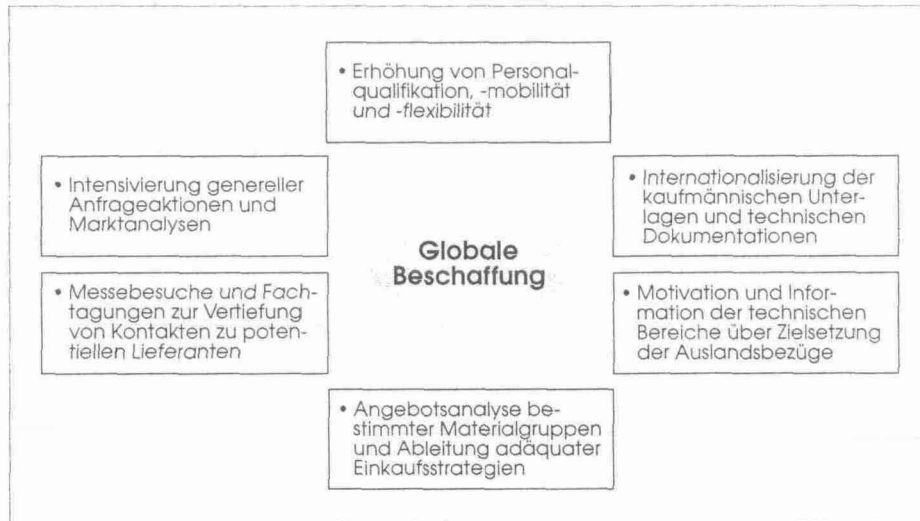 • Erhöhung von Personal-
qualifikation, -mobilität
und -flexibilität
• Intensivierung genereller
Anfrageaktionen und
Marktanalysen
• Internationalisierung der
kaufmännischen Unter-
lagen und technischen
Dokumentationen
Globale
Beschaffung
• Messebesuche und Fach-
tagungen zur Vertiefung
von Kontakten zu poten-
tiellen Lieferanten
• Motivation und Infor-
mation der technischen
Bereiche über Zielsetzung
der Auslandsbezüge
• Angebotsanalyse be-
stimmter Materialgruppen
und Ableitung adäquater
Einkaufsstrategien